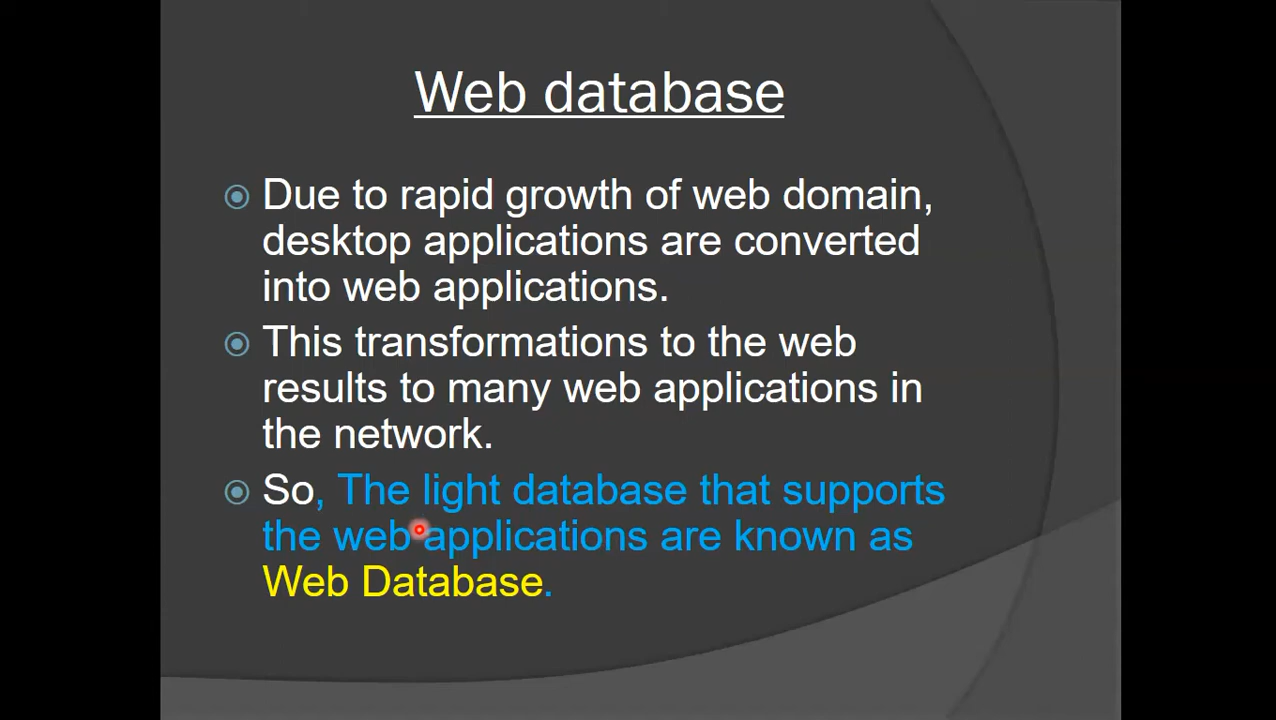 Web database
Due to rapid growth of web domain,
desktop applications are converted
into web applications.
This transformations to the web
results to many web applications in
the network.
So, The light database that supports
the web applications are known as
Web Database.